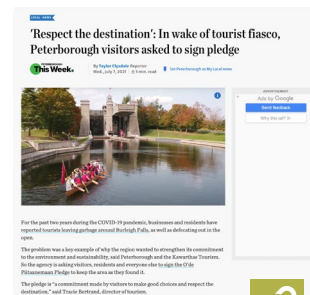 LOCAL NEWS
'Respect the destination': In wake of tourist fiasco,
Peterborough visitors asked to sign pledge
PETERBOROUGH
This Week.
By Taylor Clysdale Reporter
Wed., July 7, 2021 1 min. read
Set Peterborough as My Local news
ADVERTISEMENT
Ads by Google
Send feedback
Why this ad?
For the past two years during the COVID-19 pandemic, businesses and residents have
reported tourists leaving garbage around Burleigh Falls, as well as defecating out in the
open.
The problem was a key example of why the region wanted to strengthen its commitment
to the environment and sustainability, said Peterborough and the Kawarthas Tourism.
So the agency is asking visitors, residents and everyone else to sign the O'de
Piitaanemaan Pledge to keep the area as they found it.
The pledge is "a commitment made by visitors to make good choices and respect the
destination," said Tracie Bertrand, director of tourism.